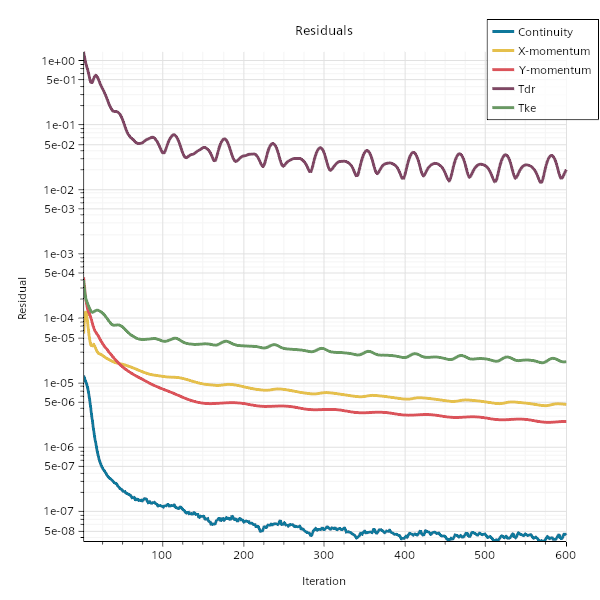 Residuals
Continuity
X-momentum
Y-momentum
Tdr
Tke
1e+00
5e-01
1e-01
5e-02
1e-02
5e-03
1e-03
5e-04
1e-04
5e-05
1e-05
5e-06
1e-06
5e-07
1e-07
5e-08
Residual
100 200 300 400 500 600
Iteration